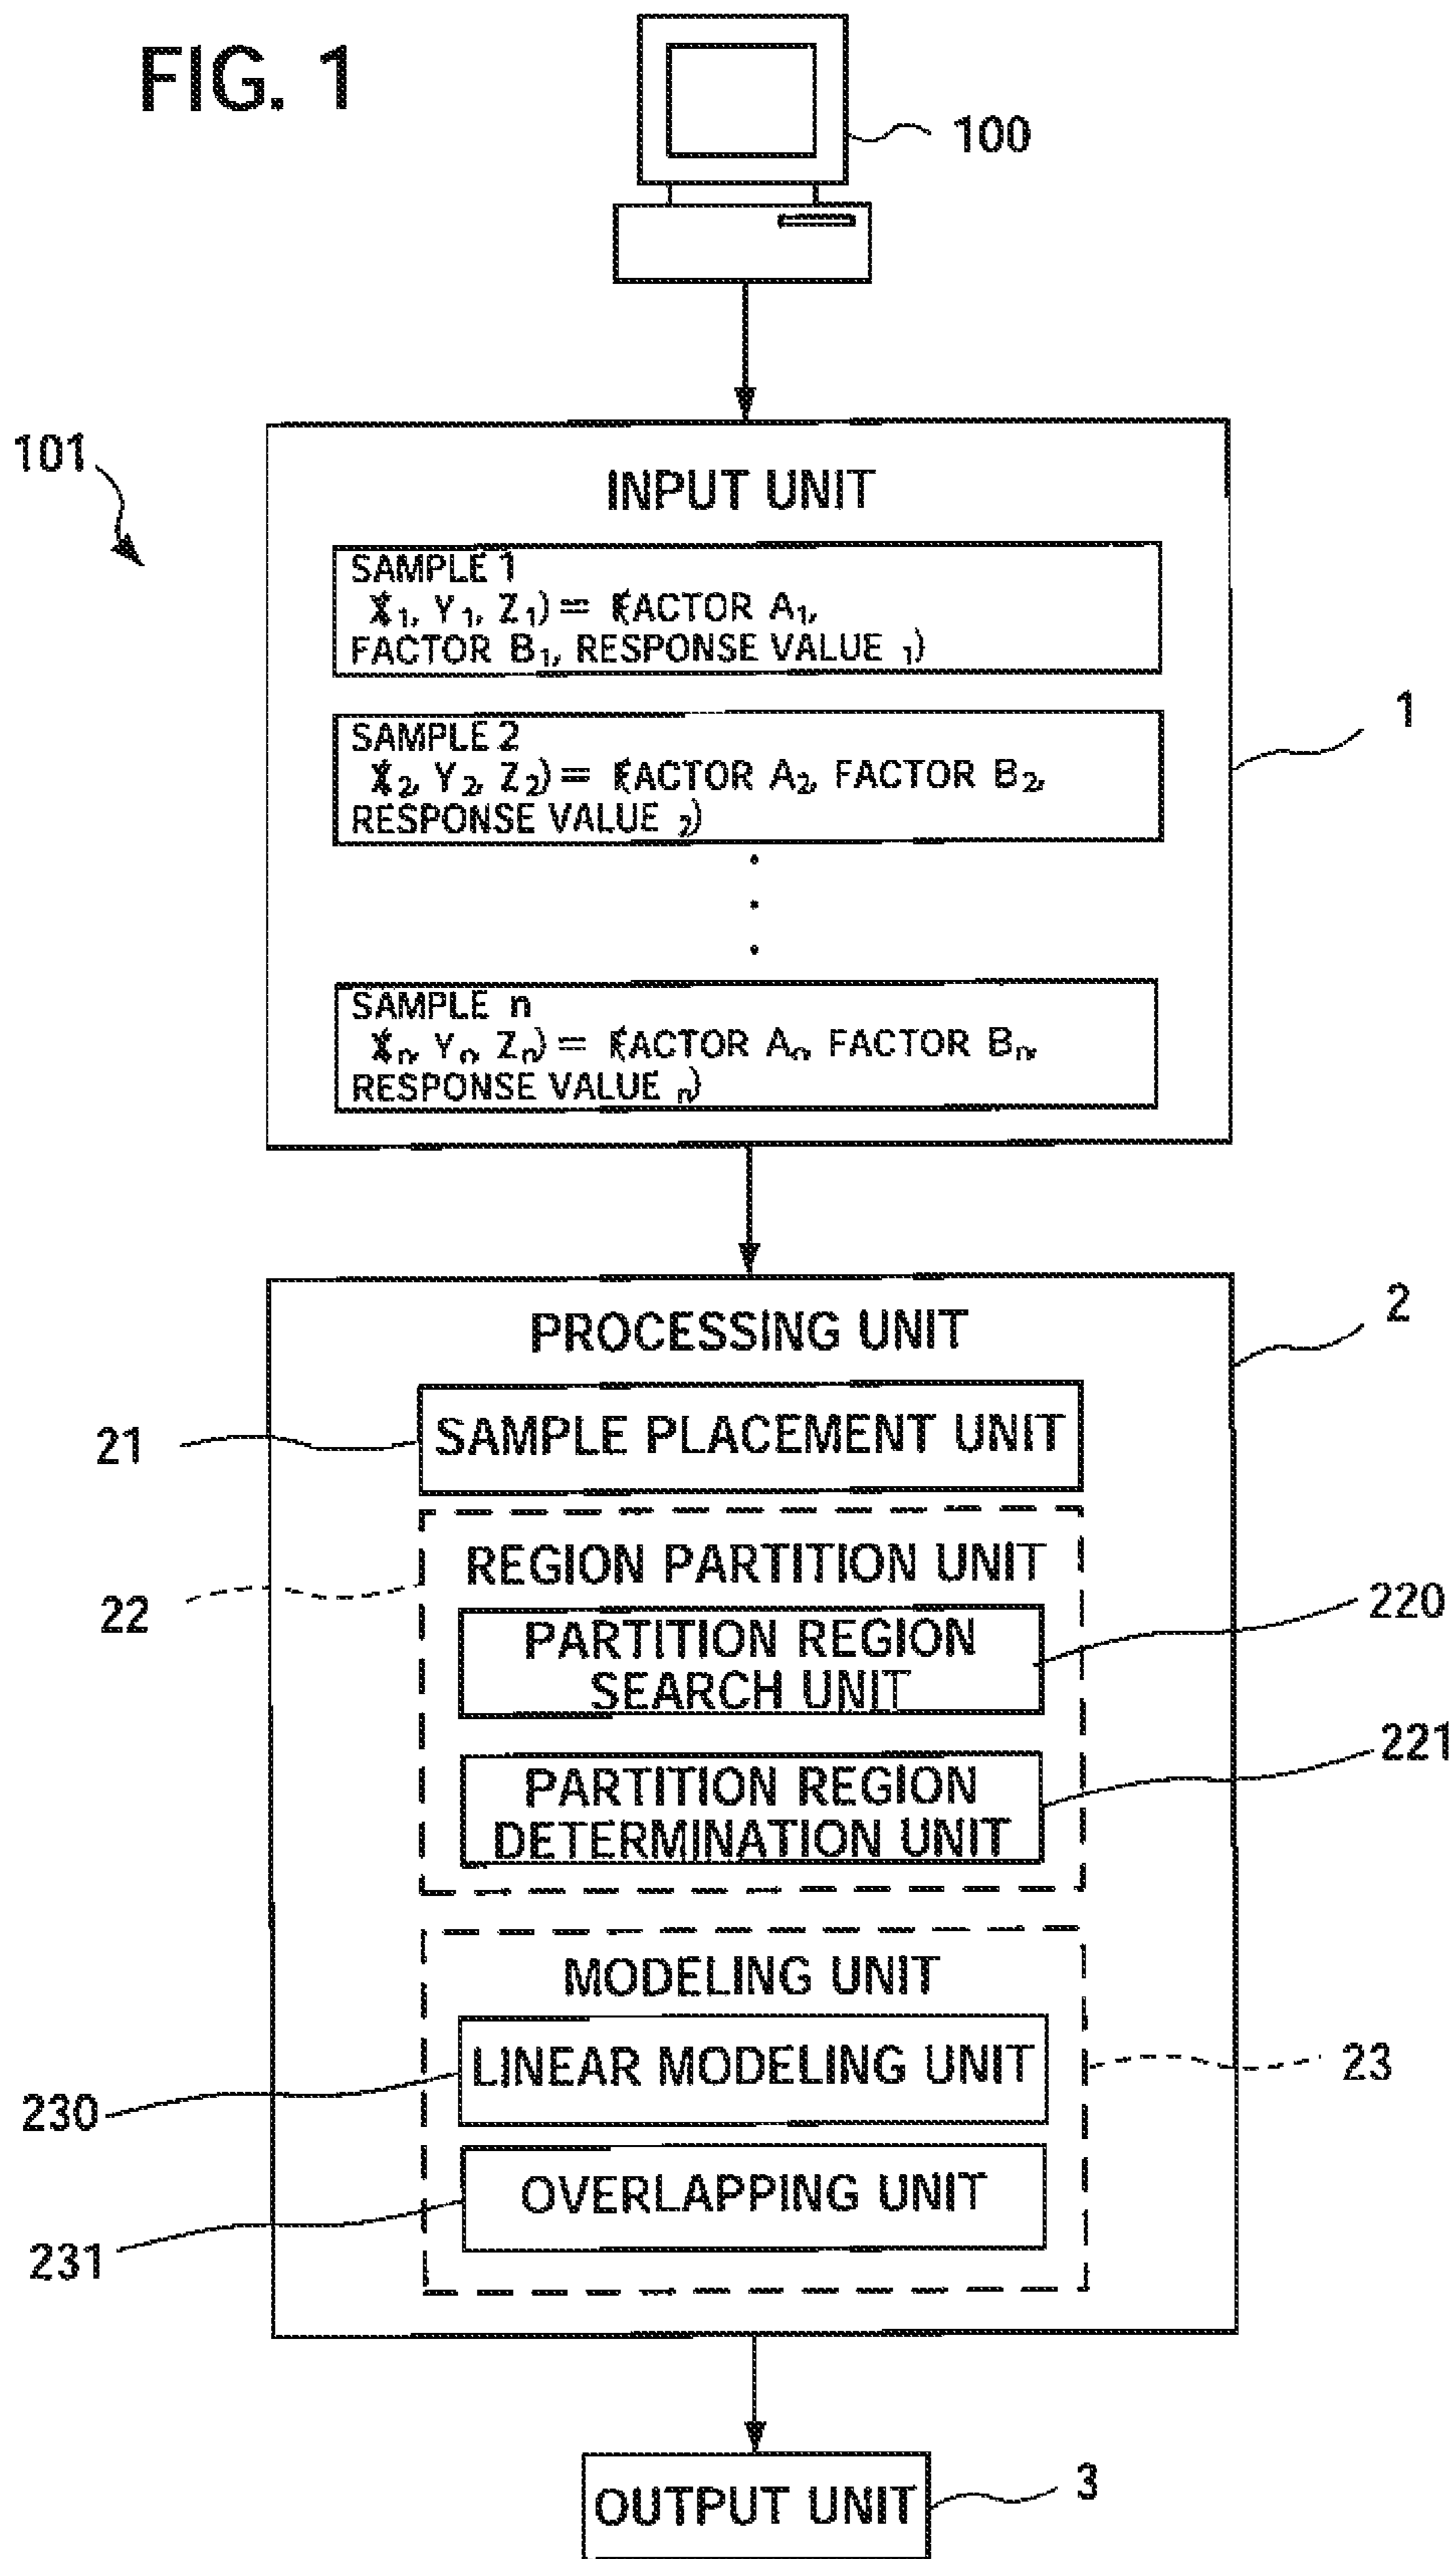 FIG. 1
100
101
INPUT UNIT
SAMPLE 1
(X1, Y1, Z1) = (FACTOR A1,
FACTOR B1, RESPONSE VALUE 1)
1
SAMPLE 2
(X2, Y2, Z2) = (FACTOR A2, FACTOR B2,
RESPONSE VALUE 2)
.
.
.
SAMPLE n
(Xn, Yn, Zn) = (FACTOR An, FACTOR Bn,
RESPONSE VALUE n)
2
PROCESSING UNIT
21
SAMPLE PLACEMENT UNIT
22
REGION PARTITION UNIT
220
PARTITION REGION
SEARCH UNIT
221
PARTITION REGION
DETERMINATION UNIT
MODELING UNIT
23
230
LINEAR MODELING UNIT
231
OVERLAPPING UNIT
OUTPUT UNIT
3